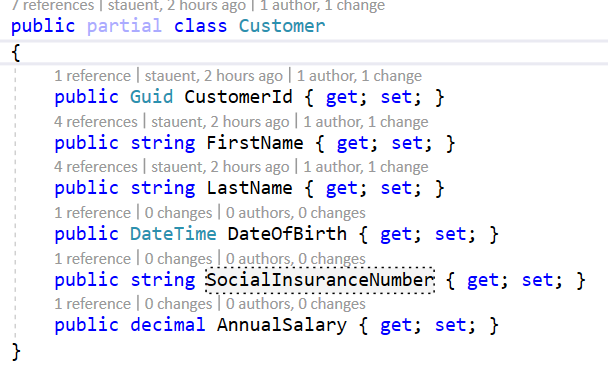 7 references | stauent, 2 hours ago | 1 author, 1 change
public partial class Customer
{
1 reference | stauent, 2 hours ago | 1 author, 1 change
public Guid CustomerId { get; set; }
4 references | stauent, 2 hours ago | 1 author, 1 change
public string FirstName { get; set; }
4 references | stauent, 2 hours ago | 1 author, 1 change
public string LastName { get; set; }
1 reference | 0 changes | 0 authors, 0 changes
public DateTime DateOfBirth { get; set; }
1 reference | 0 changes | 0 authors, 0 changes
public string SocialInsuranceNumber { get; set; }
1 reference | 0 changes | 0 authors, 0 changes
public decimal AnnualSalary { get; set; }
}